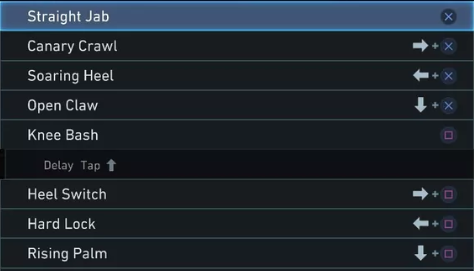 Straight Jab
Canary Crawl +
Soaring Heel +
Open Claw +
Knee Bash
Delay Tap
Heel Switch +
Hard Lock +
Rising Palm +